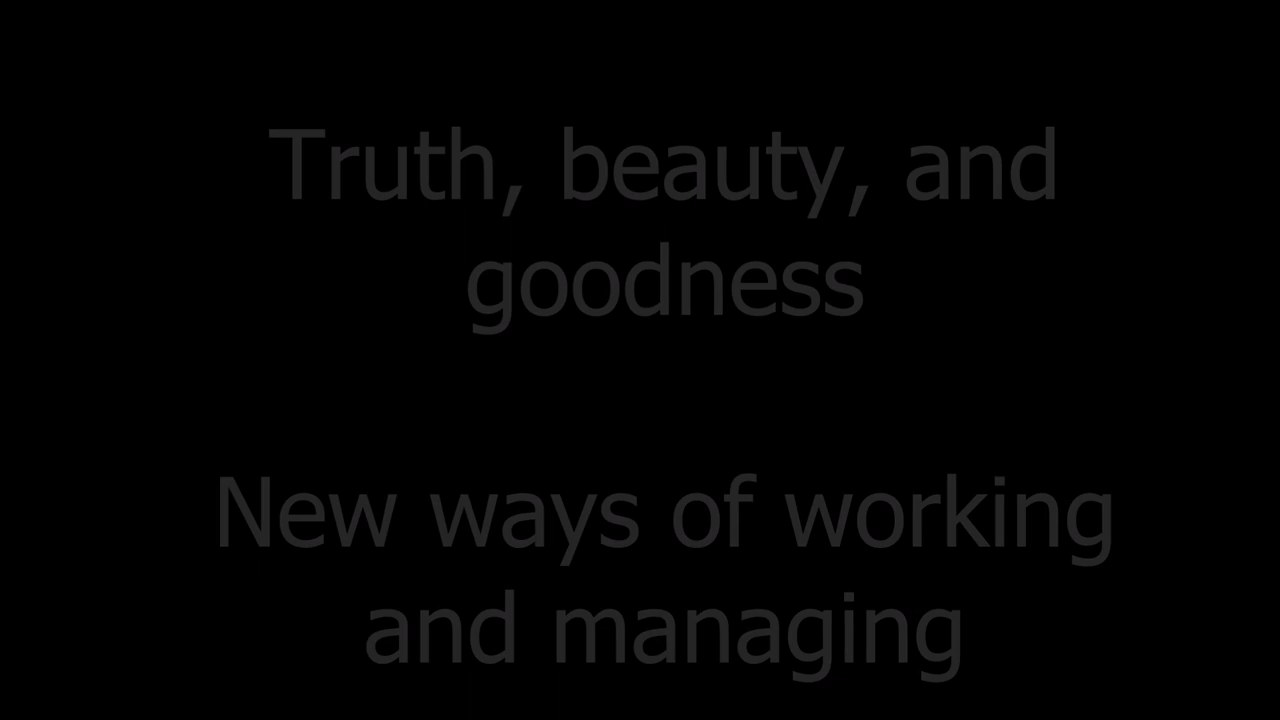 Truth, beauty, and
goodness
New ways of working
and managing